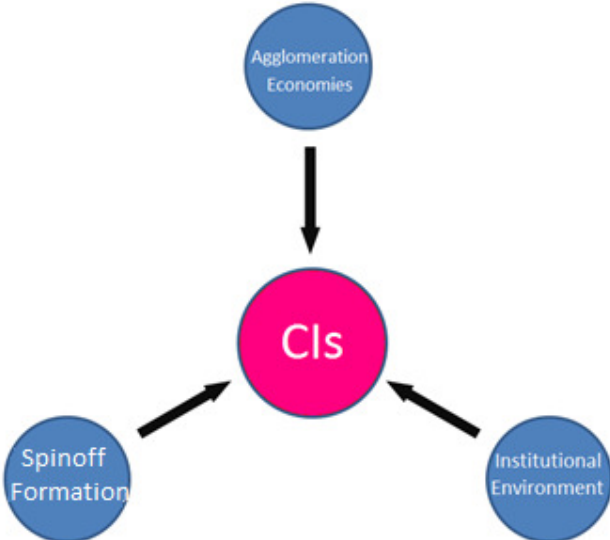 Agglomeration
Economies
CIs
Spinoff
Formation
Institutional
Environment